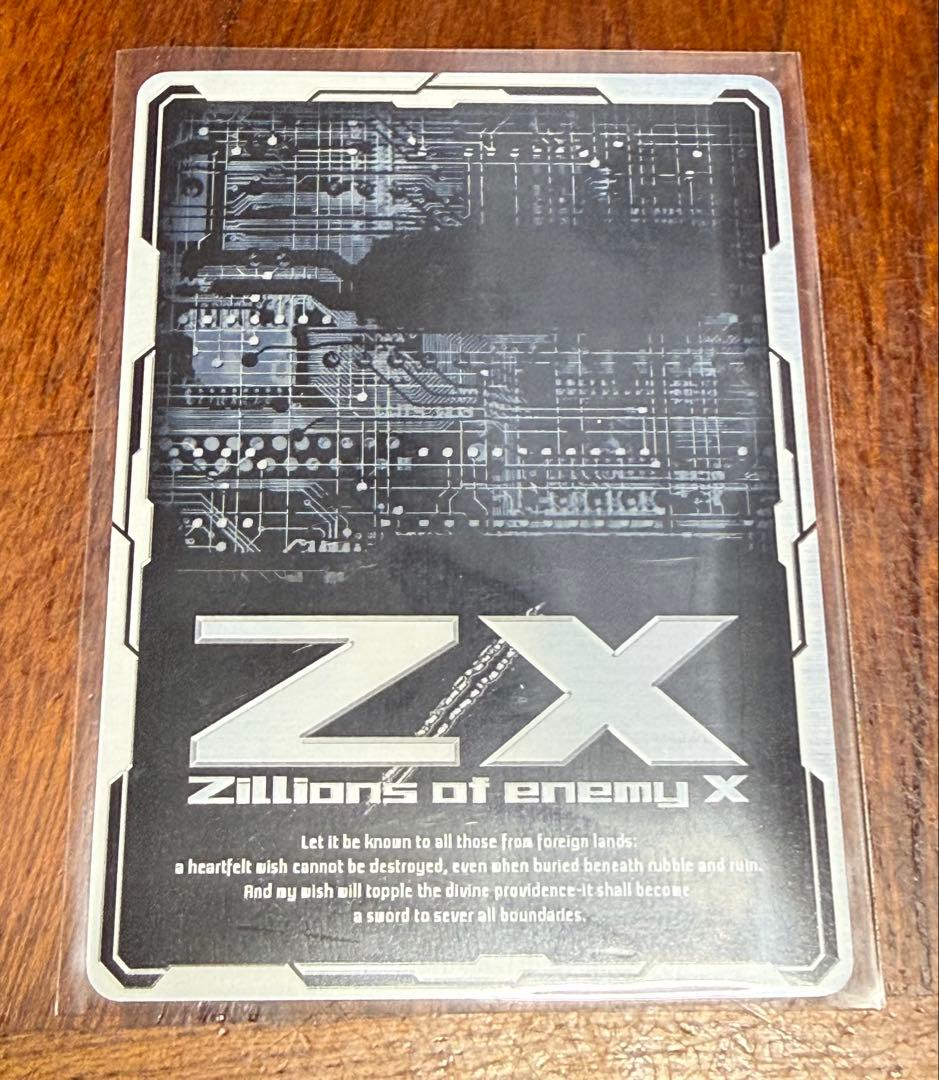 Z/X
Zillions of enemy X
Let it be known to all those from foreign lands:
a heartfelt wish cannot be destroyed, even when buried beneath rubble and ruin.
And my wish will topple the divine providence-it shall become
a sword to sever all boundaries.